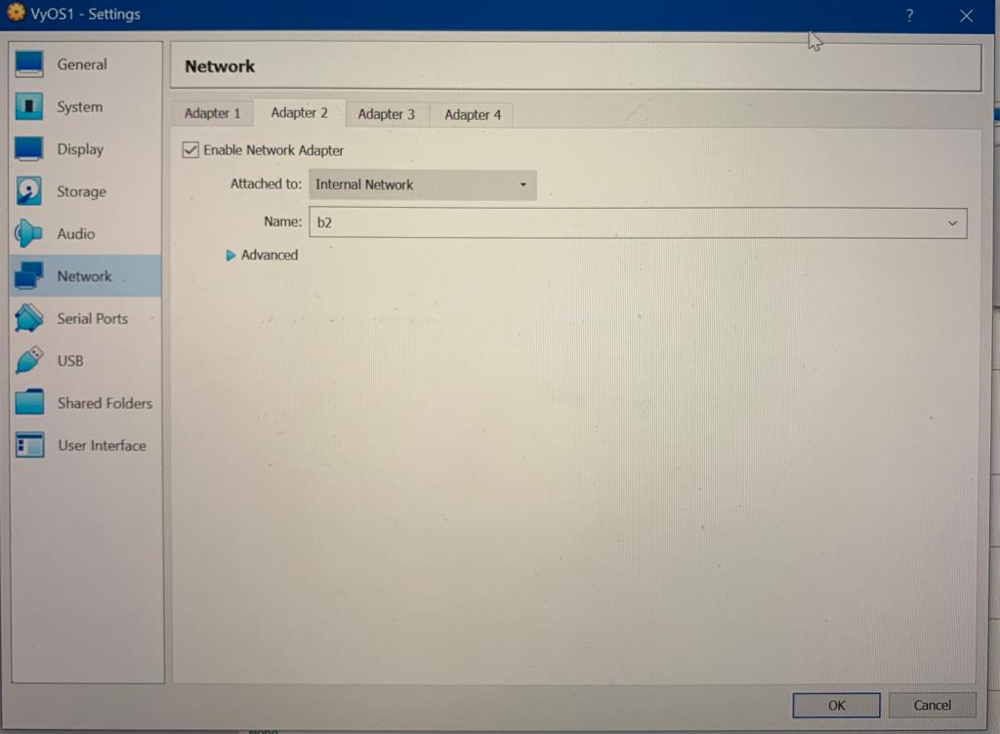 VyOS1 - Settings
?
General
System
Display
Storage
Audio
Network
Serial Ports
USB
Shared Folders
User Interface
Network
Adapter 1 Adapter 2 Adapter 3 Adapter 4
Enable Network Adapter
Attached to: Internal Network
Name: b2
Advanced
OK Cancel